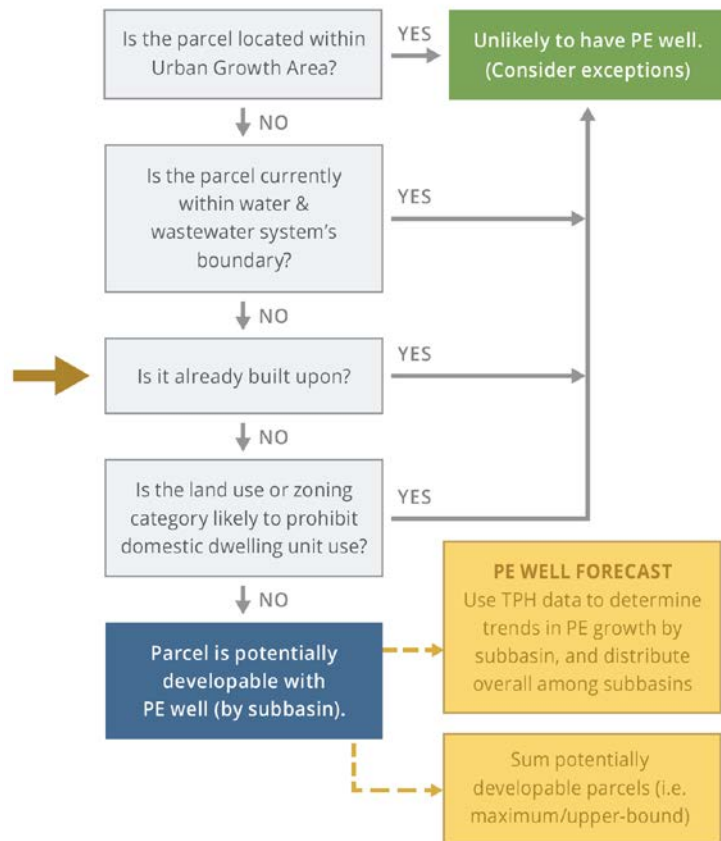 Is the parcel located within
Urban Growth Area?
YES
Unlikely to have PE well.
(Consider exceptions)
NO
Is the parcel currently
within water &
wastewater system's
boundary?
YES
NO
Is it already built upon?
YES
NO
Is the land use or zoning
category likely to prohibit
domestic dwelling unit use?
YES
NO
Parcel is potentially
developable with
PE well (by subbasin).
PE WELL FORECAST
Use TPH data to determine
trends in PE growth by
subbasin, and distribute
overall among subbasins
Sum potentially
developable parcels (i.e.
maximum/upper-bound)